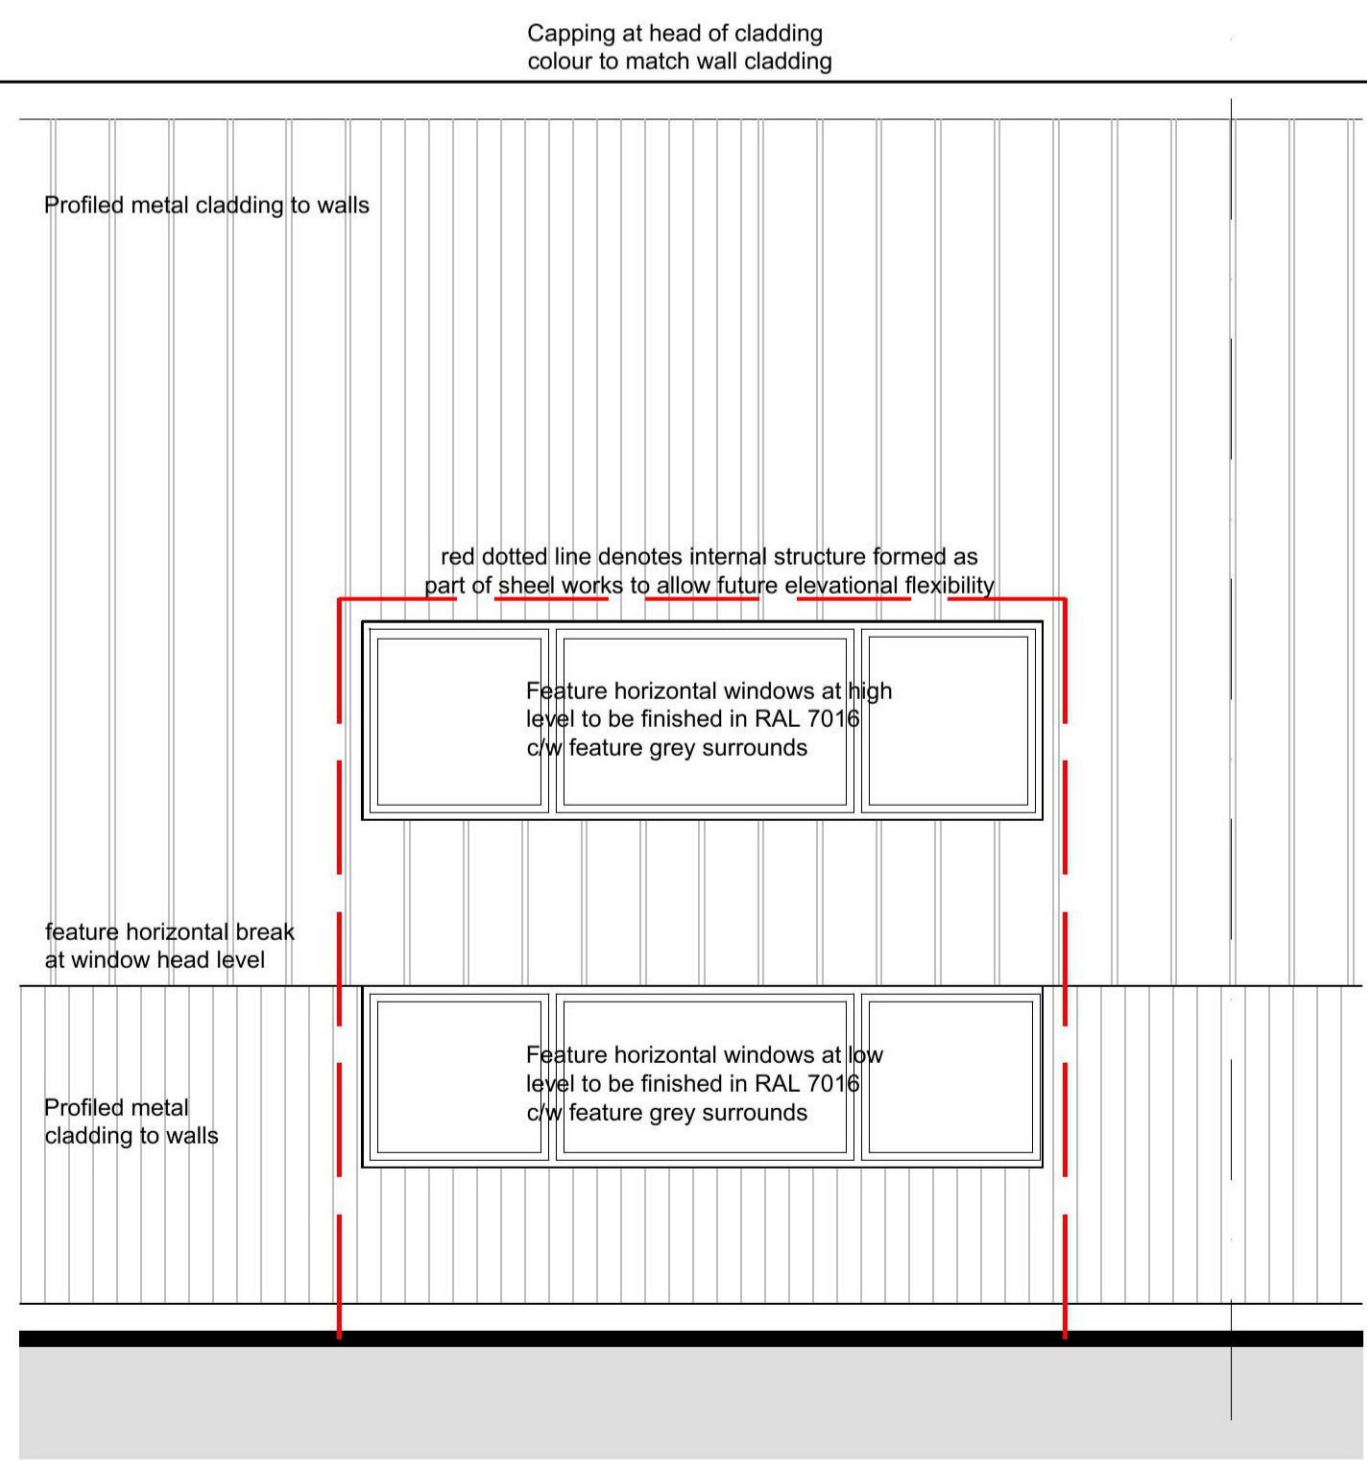 Capping at head of cladding
colour to match wall cladding
Profiled metal cladding to walls
red dotted line denotes internal structure formed as
part of sheel works to allow future elevational flexibility
Feature horizontal windows at high
level to be finished in RAL 7016
c/w feature grey surrounds
feature horizontal break
at window head level
Feature horizontal windows at low
level to be finished in RAL 7016
c/w feature grey surrounds
Profiled metal
cladding to walls